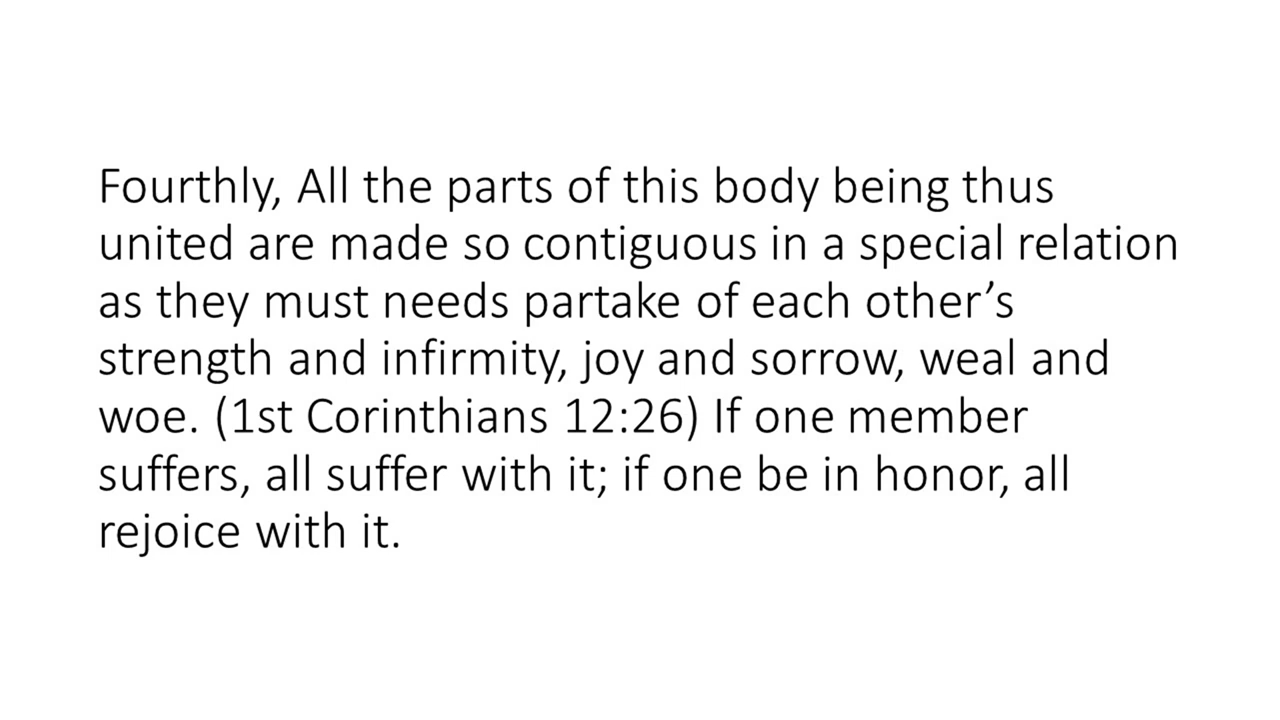 Fourthly, All the parts of this body being thus
united are made so contiguous in a special relation
as they must needs partake of each other’s
strength and infirmity, joy and sorrow, weal and
woe. (1st Corinthians 12:26) If one member
suffers, all suffer with it; if one be in honor, all
rejoice with it.